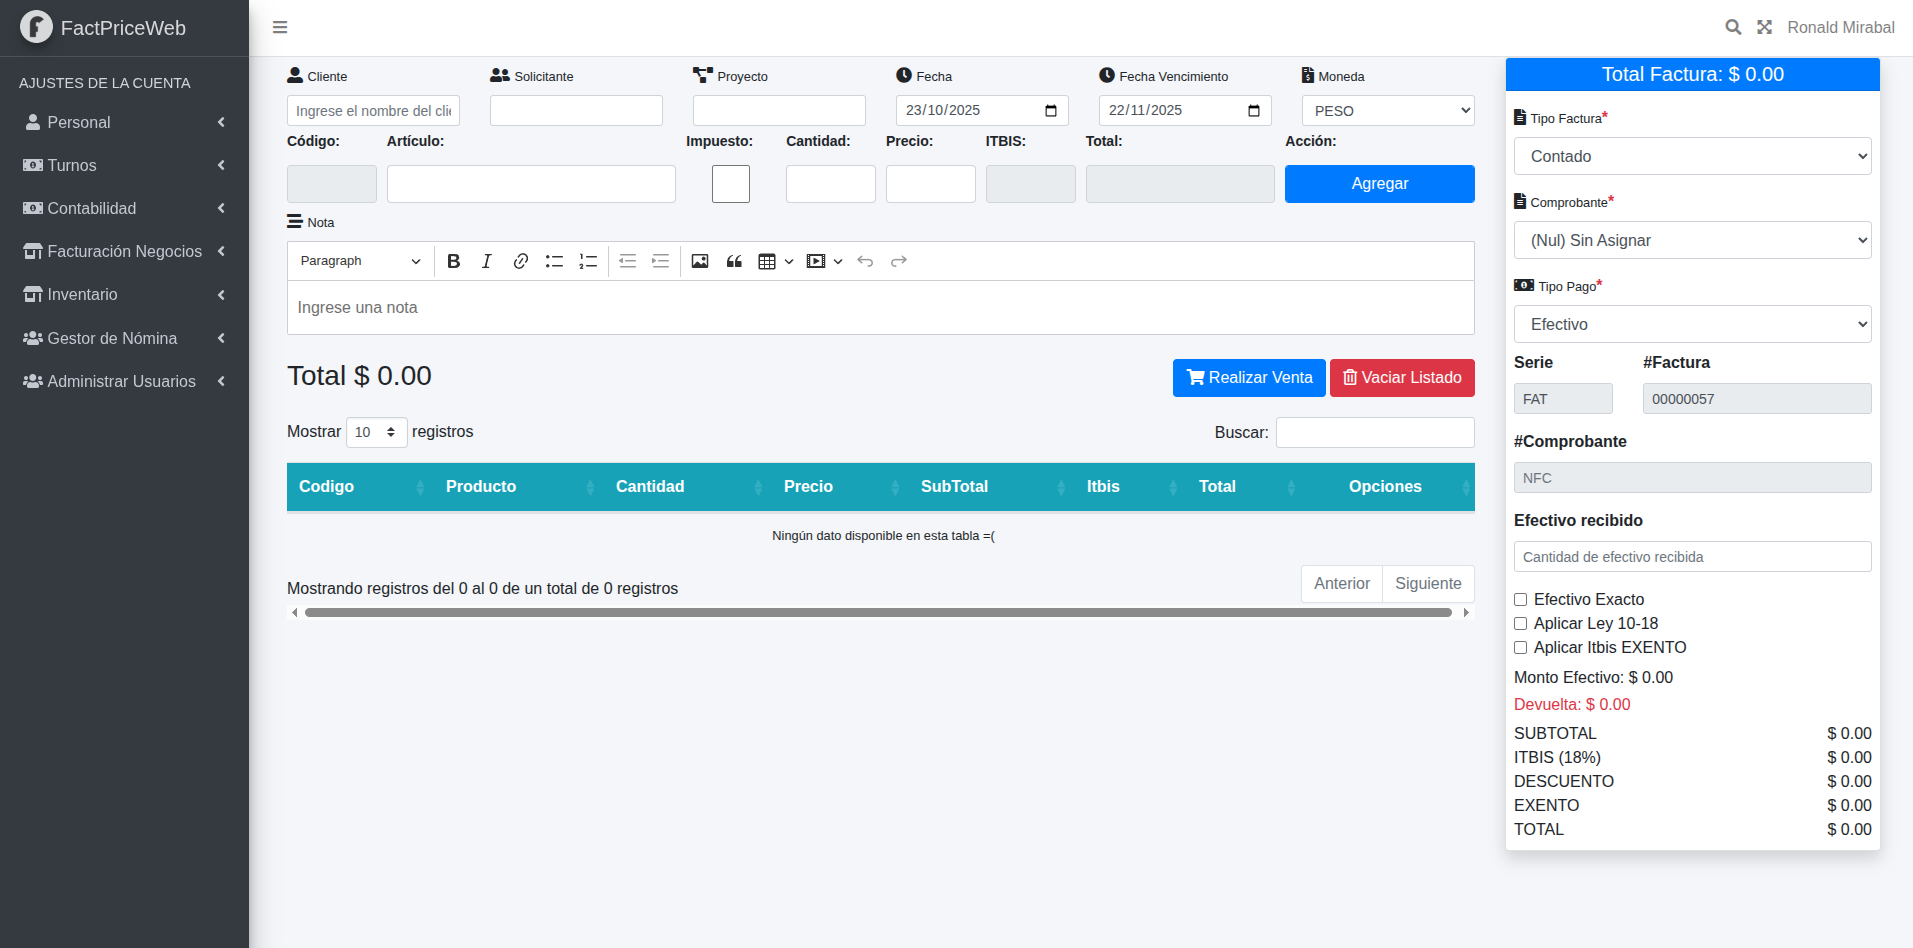 FactPriceWeb
Ronald Mirabal
AJUSTES DE LA CUENTA
Personal
Turnos
Contabilidad
Facturación Negocios
Inventario
Gestor de Nómina
Administrar Usuarios
Cliente Solicitante Proyecto Fecha Fecha Vencimiento Moneda
Ingrese el nombre del clie 23/10/2025 22/11/2025 PESO
Código: Artículo: Impuesto: Cantidad: Precio: ITBIS: Total: Acción:
Agregar
Nota
Paragraph
Ingrese una nota
Total $ 0.00
Realizar Venta Vaciar Listado
Mostrar 10 registros Buscar:
Codigo Producto Cantidad Precio SubTotal Itbis Total Opciones
Ningún dato disponible en esta tabla =(
Mostrando registros del 0 al 0 de un total de 0 registros
Anterior Siguiente
Total Factura: $ 0.00
Tipo Factura*
Contado
Comprobante*
(Nul) Sin Asignar
Tipo Pago*
Efectivo
Serie #Factura
FAT 00000057
#Comprobante
NFC
Efectivo recibido
Cantidad de efectivo recibida
Efectivo Exacto
Aplicar Ley 10-18
Aplicar Itbis EXENTO
Monto Efectivo: $ 0.00
Devuelta: $ 0.00
SUBTOTAL $ 0.00
ITBIS (18%) $ 0.00
DESCUENTO $ 0.00
EXENTO $ 0.00
TOTAL $ 0.00